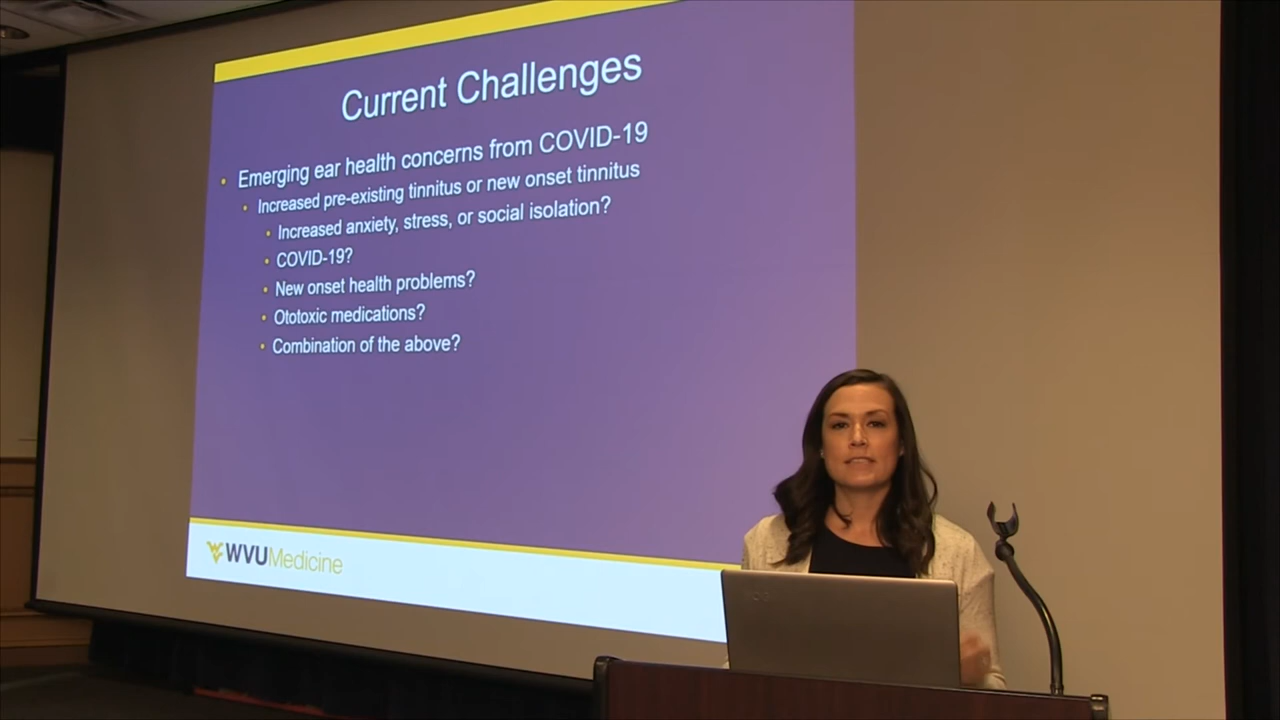 Current Challenges
• Emerging ear health concerns from COVID-19
• Increased pre-existing tinnitus or new onset tinnitus
• Increased anxiety, stress, or social isolation?
• COVID-19?
• New onset health problems?
• Ototoxic medications?
• Combination of the above?
WVUMedicine